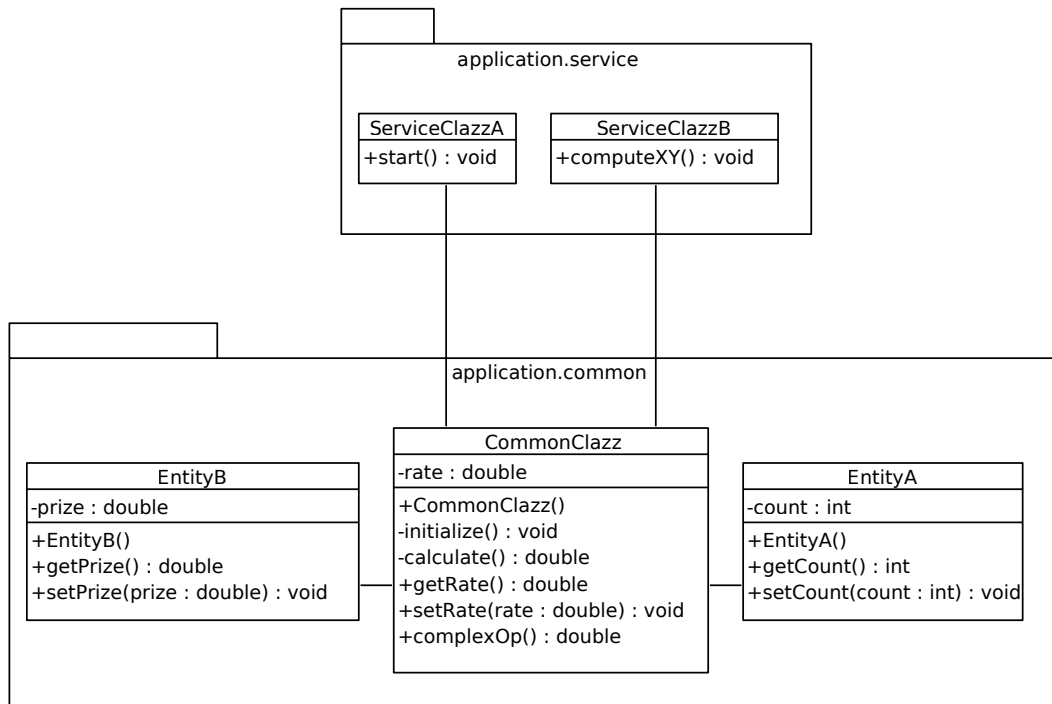 application.service
ServiceClazzA
+start() : void
ServiceClazzB
+computeXY() : void
application.common
EntityB
-prize : double
+EntityB()
+getPrize() : double
+setPrize(prize : double) : void
CommonClazz
-rate : double
+CommonClazz()
-initialize() : void
-calculate() : double
+getRate() : double
+setRate(rate : double) : void
+complexOp() : double
EntityA
-count : int
+EntityA()
+getCount() : int
+setCount(count : int) : void